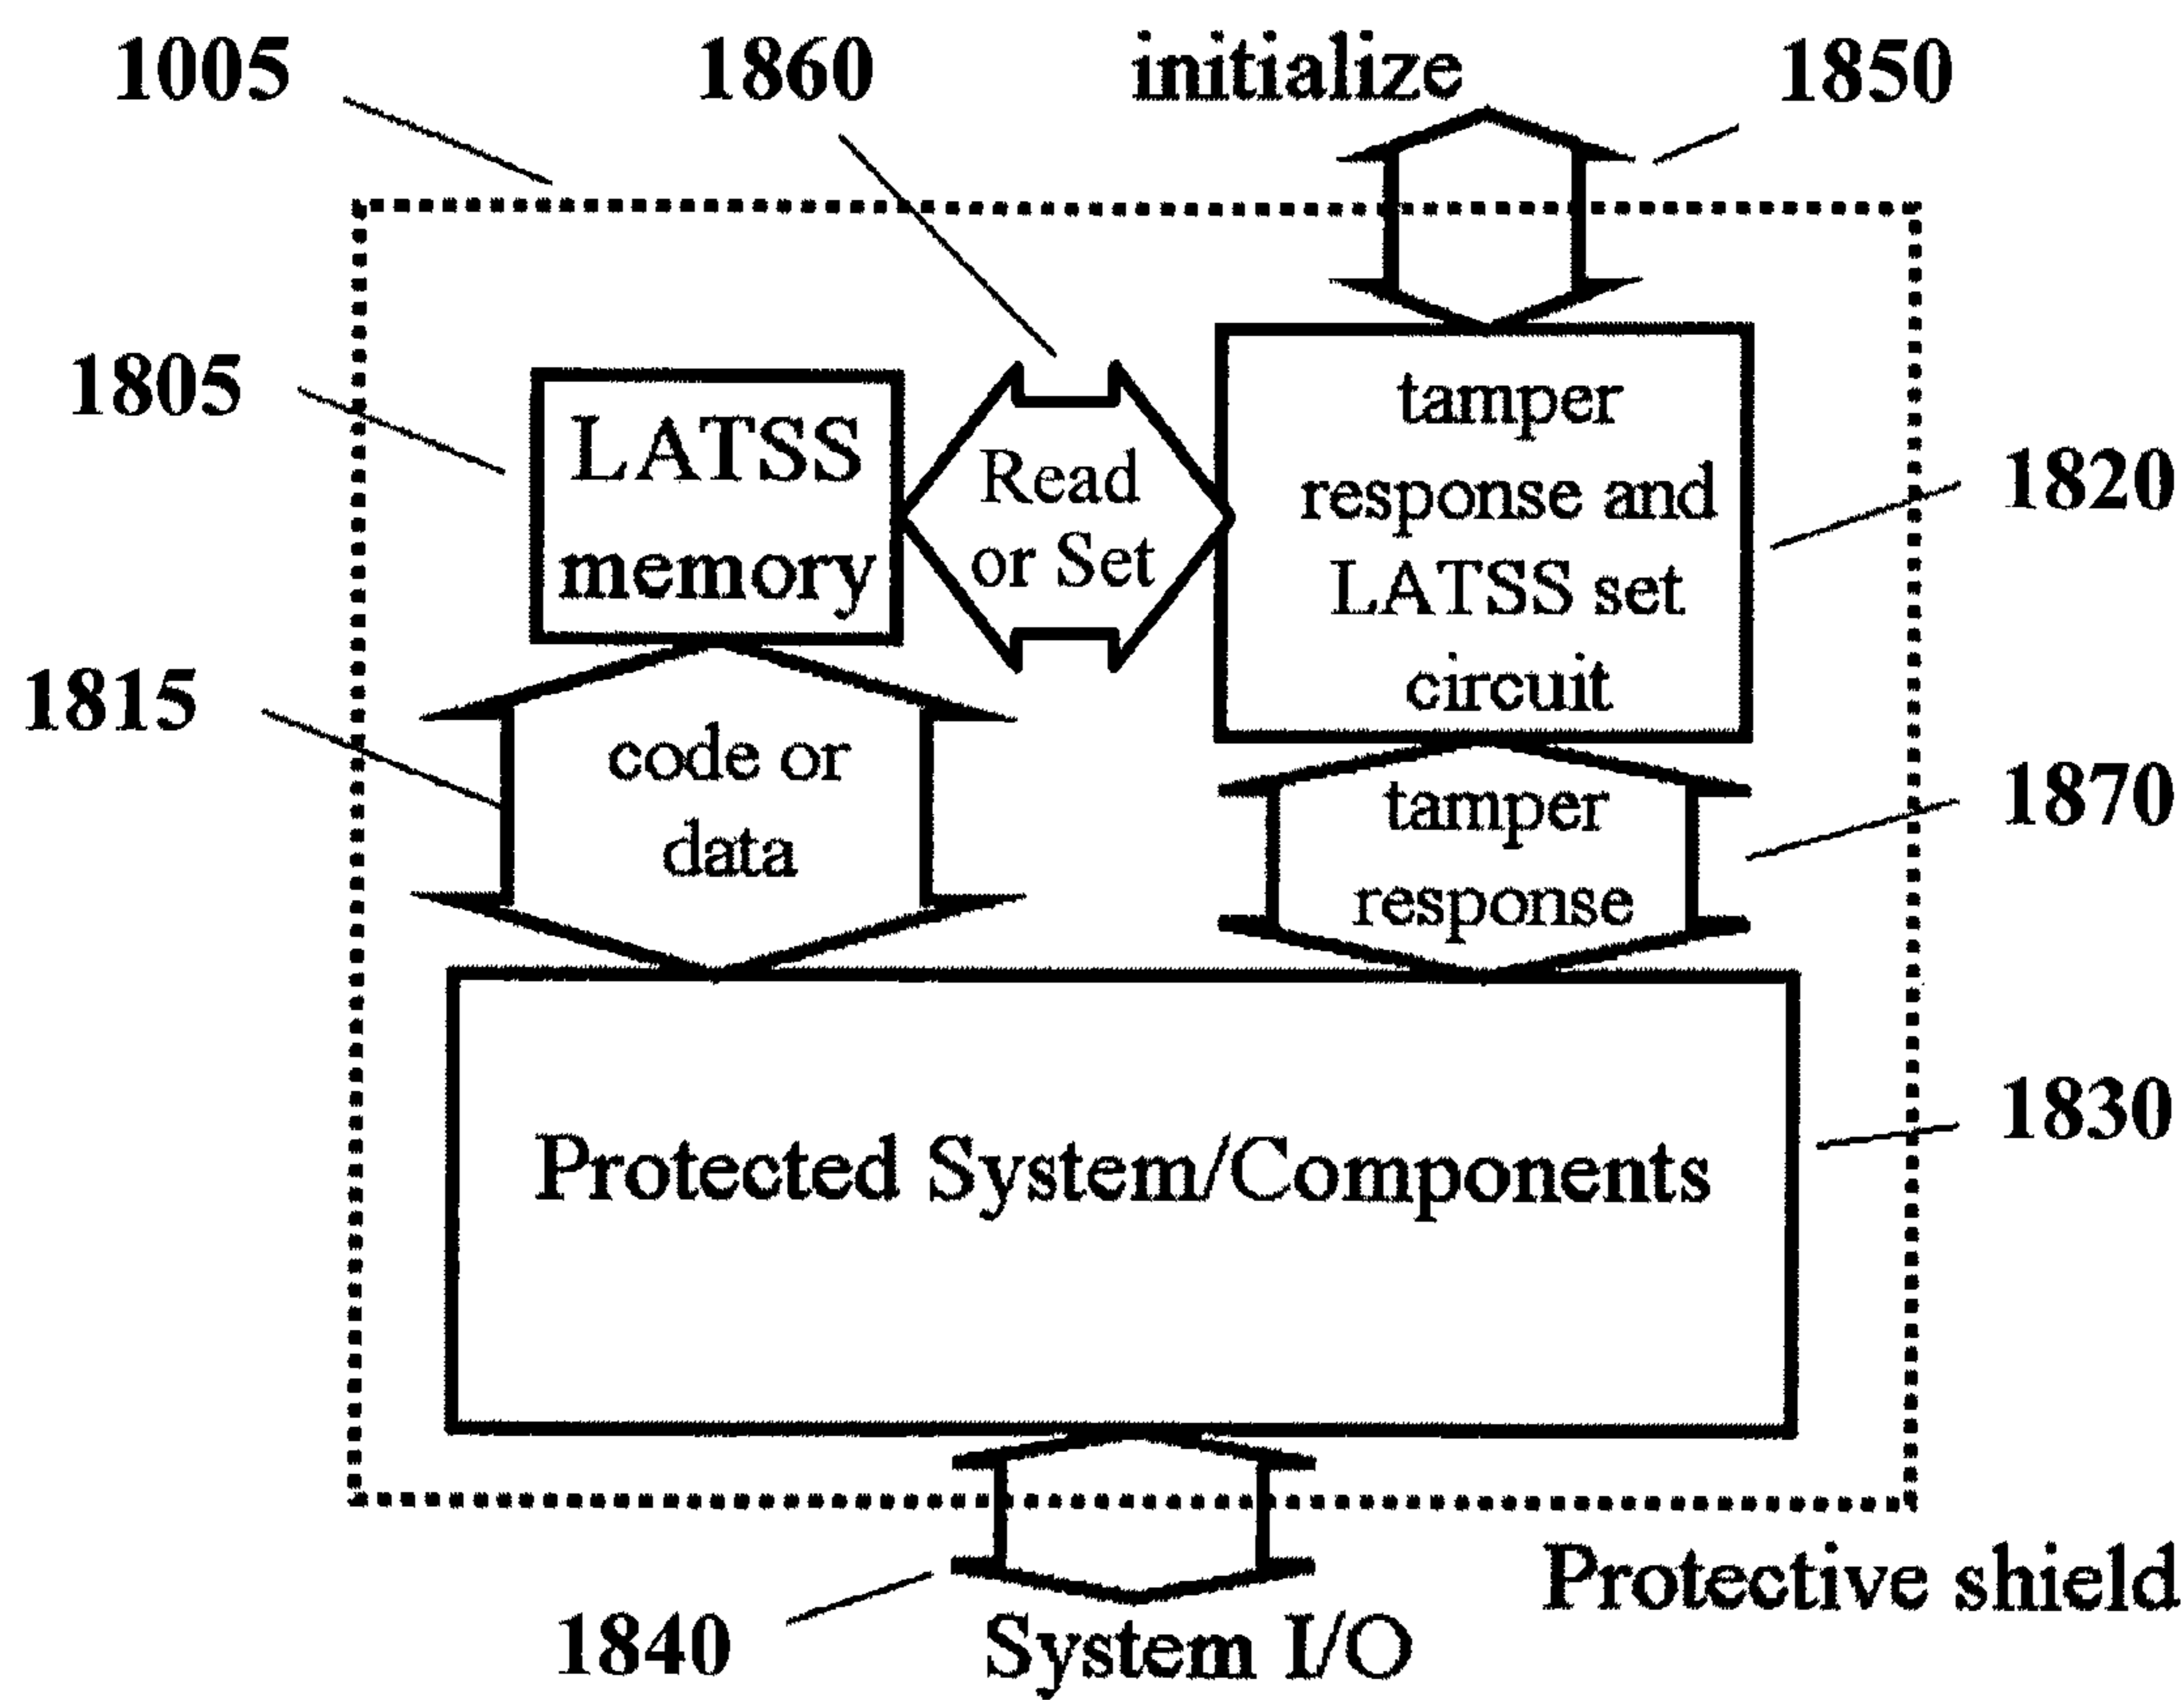 1005
1860
initialize
1850
1805
LATSS
memory
Read
or Set
tamper
response and
LATSS set
circuit
1820
1815
code or
data
tamper
response
1870
Protected System/Components
1830
Protective shield
1840
System I/O